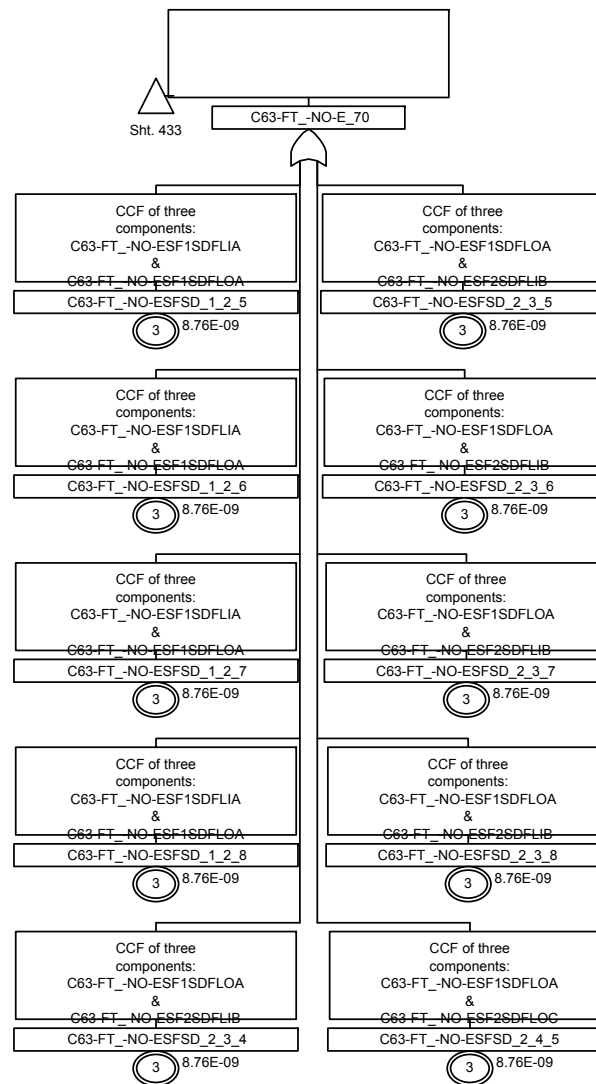 Sht. 433
C63-FT_-NO-E_70
CCF of three
components:
C63-FT_-NO-ESF1SDFLIA
&
C63-FT_-NO-ESF1SDFLOA
C63-FT_-NO-ESFSD_1_2_5
3
8.76E-09
CCF of three
components:
C63-FT_-NO-ESF1SDFLOA
&
C63-FT_-NO-ESF2SDFLIB
C63-FT_-NO-ESFSD_2_3_5
3
8.76E-09
CCF of three
components:
C63-FT_-NO-ESF1SDFLIA
&
C63-FT_-NO-ESF1SDFLOA
C63-FT_-NO-ESFSD_1_2_6
3
8.76E-09
CCF of three
components:
C63-FT_-NO-ESF1SDFLOA
&
C63-FT_-NO-ESF2SDFLIB
C63-FT_-NO-ESFSD_2_3_6
3
8.76E-09
CCF of three
components:
C63-FT_-NO-ESF1SDFLIA
&
C63-FT_-NO-ESF1SDFLOA
C63-FT_-NO-ESFSD_1_2_7
3
8.76E-09
CCF of three
components:
C63-FT_-NO-ESF1SDFLOA
&
C63-FT_-NO-ESF2SDFLIB
C63-FT_-NO-ESFSD_2_3_7
3
8.76E-09
CCF of three
components:
C63-FT_-NO-ESF1SDFLIA
&
C63-FT_-NO-ESF1SDFLOA
C63-FT_-NO-ESFSD_1_2_8
3
8.76E-09
CCF of three
components:
C63-FT_-NO-ESF1SDFLOA
&
C63-FT_-NO-ESF2SDFLIB
C63-FT_-NO-ESFSD_2_3_8
3
8.76E-09
CCF of three
components:
C63-FT_-NO-ESF1SDFLOA
&
C63-FT_-NO-ESF2SDFLIB
C63-FT_-NO-ESFSD_2_3_4
3
8.76E-09
CCF of three
components:
C63-FT_-NO-ESF1SDFLOA
&
C63-FT_-NO-ESF2SDFLOC
C63-FT_-NO-ESFSD_2_4_5
3
8.76E-09